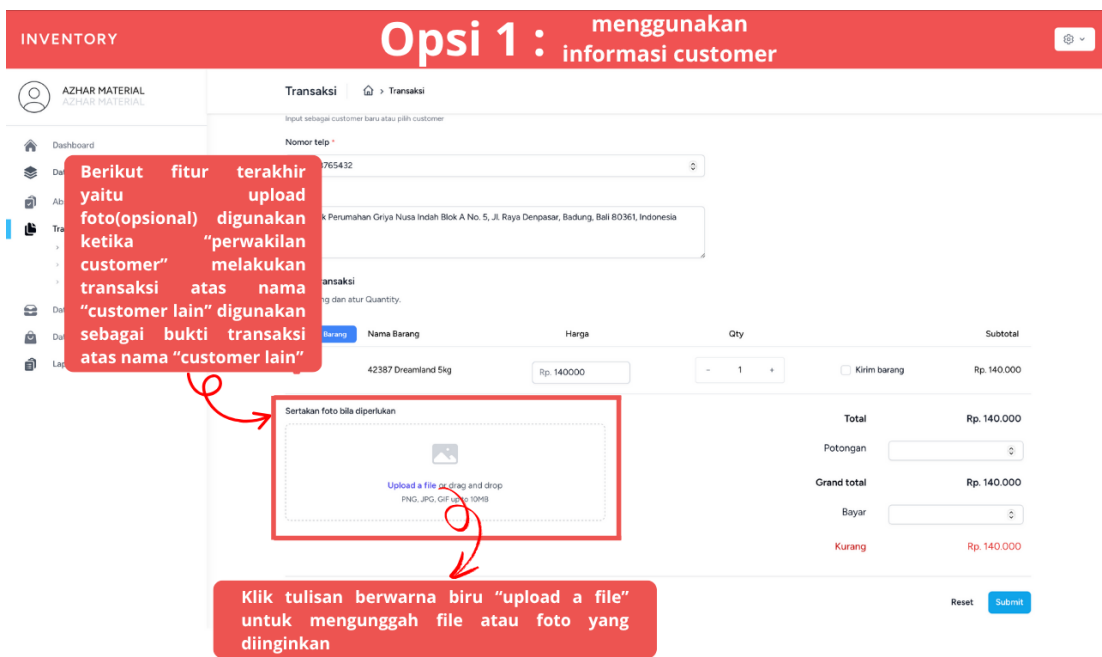 INVENTORY
Opsi 1 :
menggunakan
informasi customer
AZHAR MATERIAL
AZHAR MATERIAL
Transaksi
Transaksi
Input sebagai customer baru atau pilih customer
Nomor telp *
Dashboard
Berikut fitur terakhir
yaitu upload
foto(opsional) digunakan
ketika “perwakilan
customer” melakukan
transaksi atas nama
“customer lain” digunakan
sebagai bukti transaksi
atas nama “customer lain”
765432
Perumahan Griya Nusa Indah Blok A No. 5, Jl. Raya Denpasar, Badung, Bali 80361, Indonesia
dan atur Quantity.
Barang
Nama Barang
Harga
Qty
Subtotal
42387 Dreamland 5kg
Rp. 140000
- 1 +
Kirim barang
Rp. 140.000
Sertakan foto bila diperlukan
Upload a file or drag and drop
PNG, JPG, GIF up to 10MB
Total
Rp. 140.000
Potongan
Grand total
Rp. 140.000
Bayar
Kurang
Rp. 140.000
Klik tulisan berwarna biru “upload a file”
untuk mengunggah file atau foto yang
diinginkan
Reset
Submit